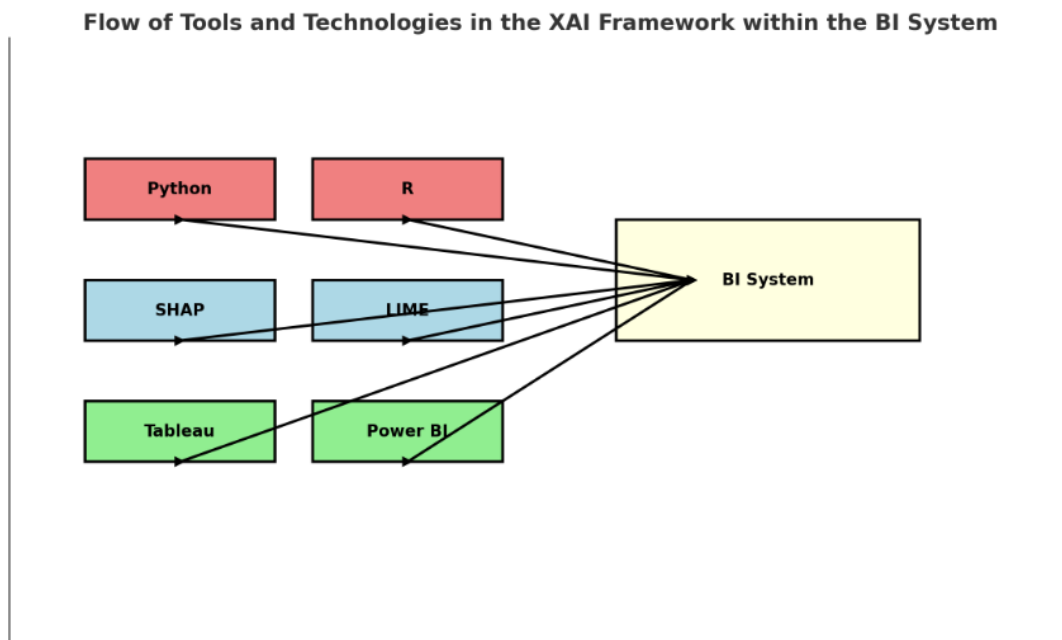 Flow of Tools and Technologies in the XAI Framework within the BI System
Python
R
BI System
SHAP
LIME
Tableau
Power BI